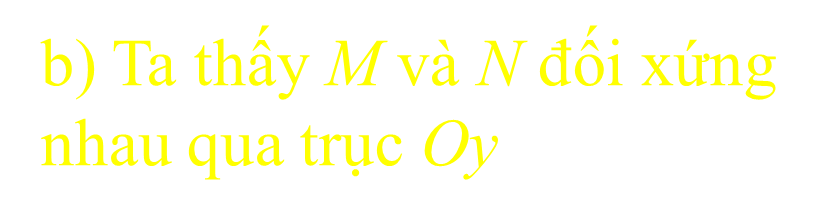 b) Ta thấy M và N đối xứng
nhau qua trục Oy